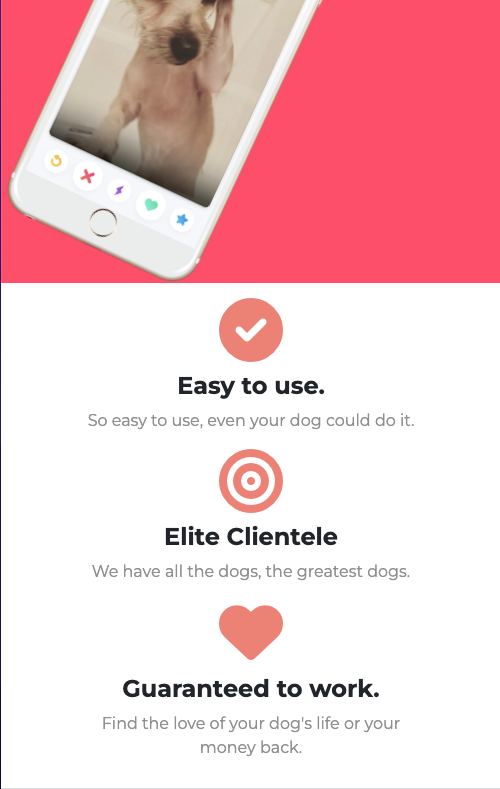 Easy to use.
So easy to use, even your dog could do it.
Elite Clientele
We have all the dogs, the greatest dogs.
Guaranteed to work.
Find the love of your dog's life or your
money back.